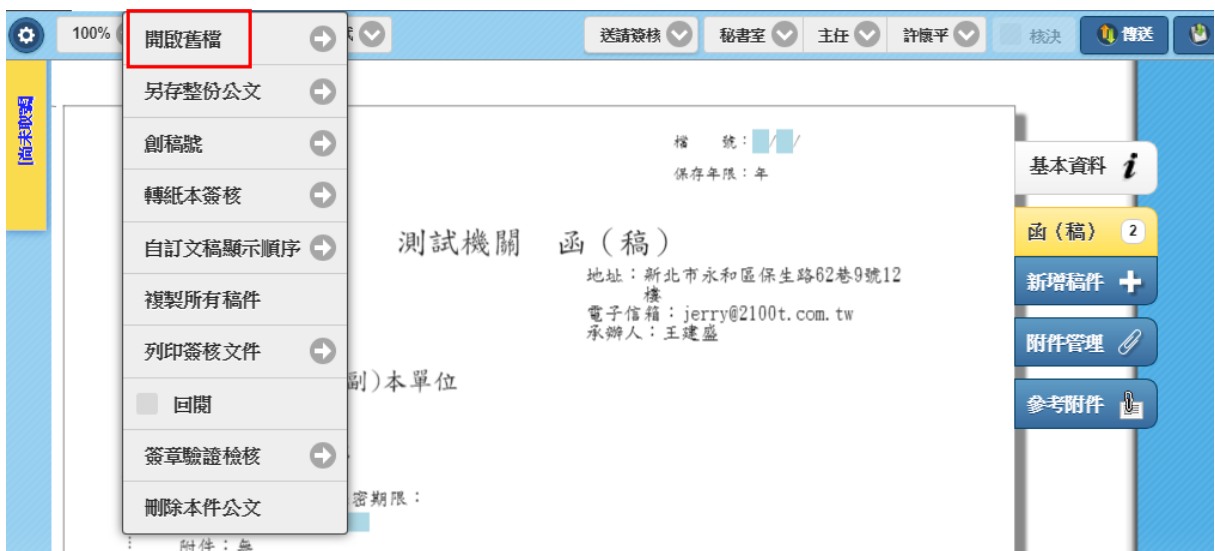 100%
送請簽核
秘書室
主任
許懷平
核決
傳送
開啟舊檔
另存整份公文
創稿號
轉紙本簽核
自訂文稿顯示順序
複製所有稿件
列印簽核文件
回閱
簽章驗證檢核
刪除本件公文
[尚未取號]
檔 號： / /
保存年限：年
測試機關 函（稿）
地址：新北市永和區保生路62巷9號12
樓
電子信箱：jerry@2100t.com.tw
承辦人：王建盛
副)本單位
密期限：
附件：無
基本資料
函（稿） 2
新增稿件
附件管理
參考附件